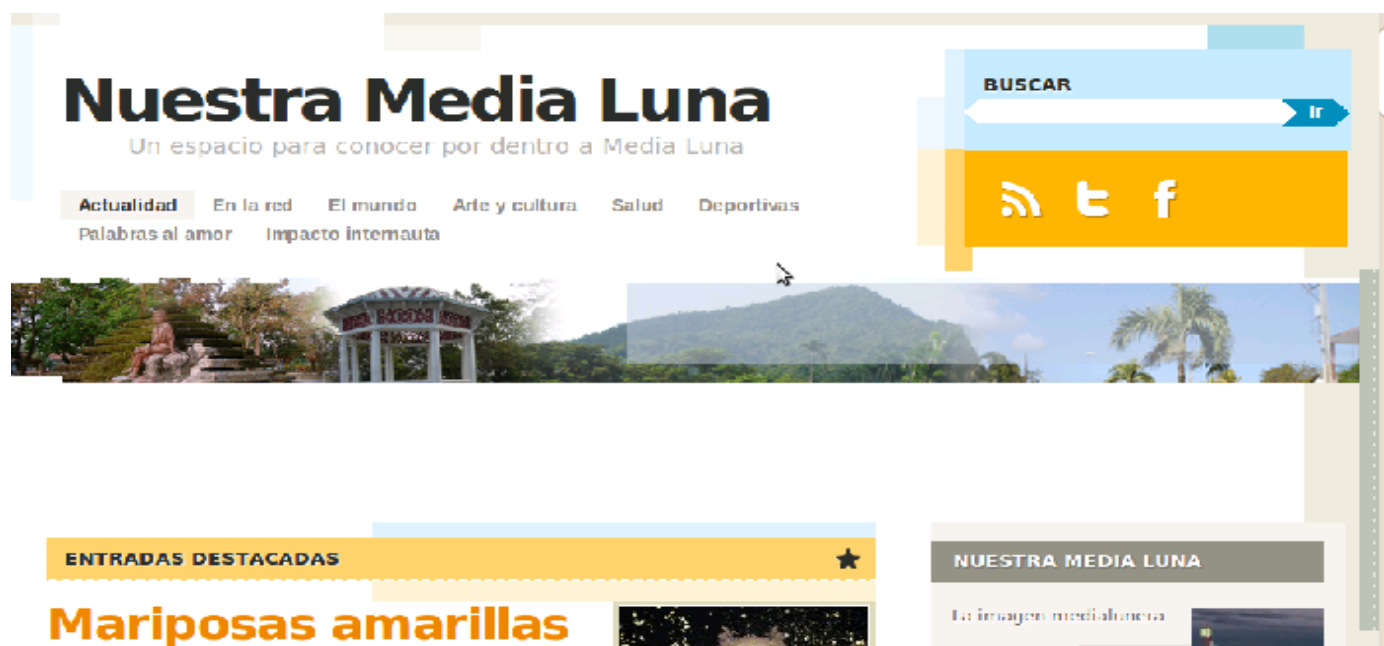 Nuestra Media Luna
Un espacio para conocer por dentro a Media Luna
Actualidad En la red El mundo Arte y cultura Salud Deportivas
Palabras al amor Impacto internauta
BUSCAR
Ir
ENTRADAS DESTACADAS
Mariposas amarillas
NUESTRA MEDIA LUNA
La imagen medialunera